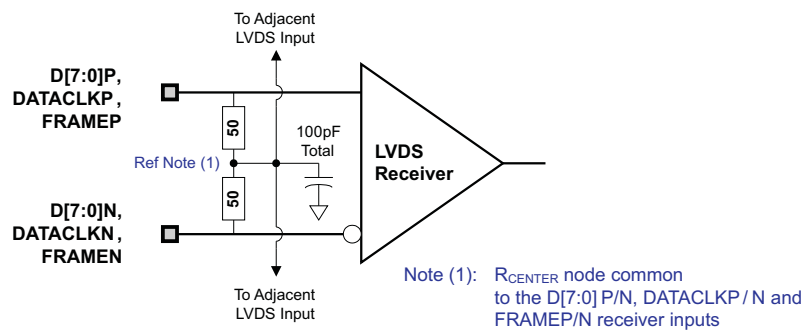 To Adjacent
LVDS Input
D[7:0]P,
DATACLKP,
FRAMEP
50
100pF
Total
LVDS
Receiver
Ref Note (1)
50
D[7:0]N,
DATACLKN,
FRAMEN
To Adjacent
LVDS Input
Note (1): RCENTER node common
to the D[7:0] P/N, DATACLKP/N and
FRAMEP/N receiver inputs